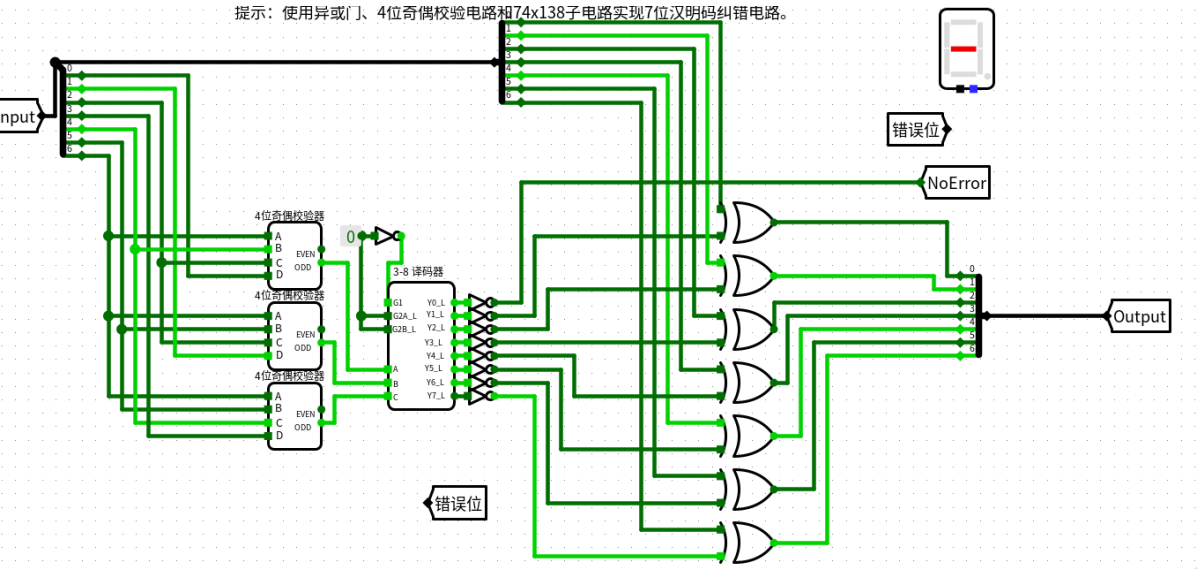 提示：使用异或门、4位奇偶校验电路和74x138子电路实现7位汉明码纠错电路。
nput
0
1
2
3
4
5
6
1
2
3
4
5
6
错误位
NoError
4位奇偶校验器
A
B
C
D
EVEN
ODD
0
3-8 译码器
G1
G2A_L
G2B_L
A
B
C
Y0_L
Y1_L
Y2_L
Y3_L
Y4_L
Y5_L
Y6_L
Y7_L
4位奇偶校验器
A
B
C
D
EVEN
ODD
4位奇偶校验器
A
B
C
D
EVEN
ODD
0
1
2
3
4
5
6
Output
错误位